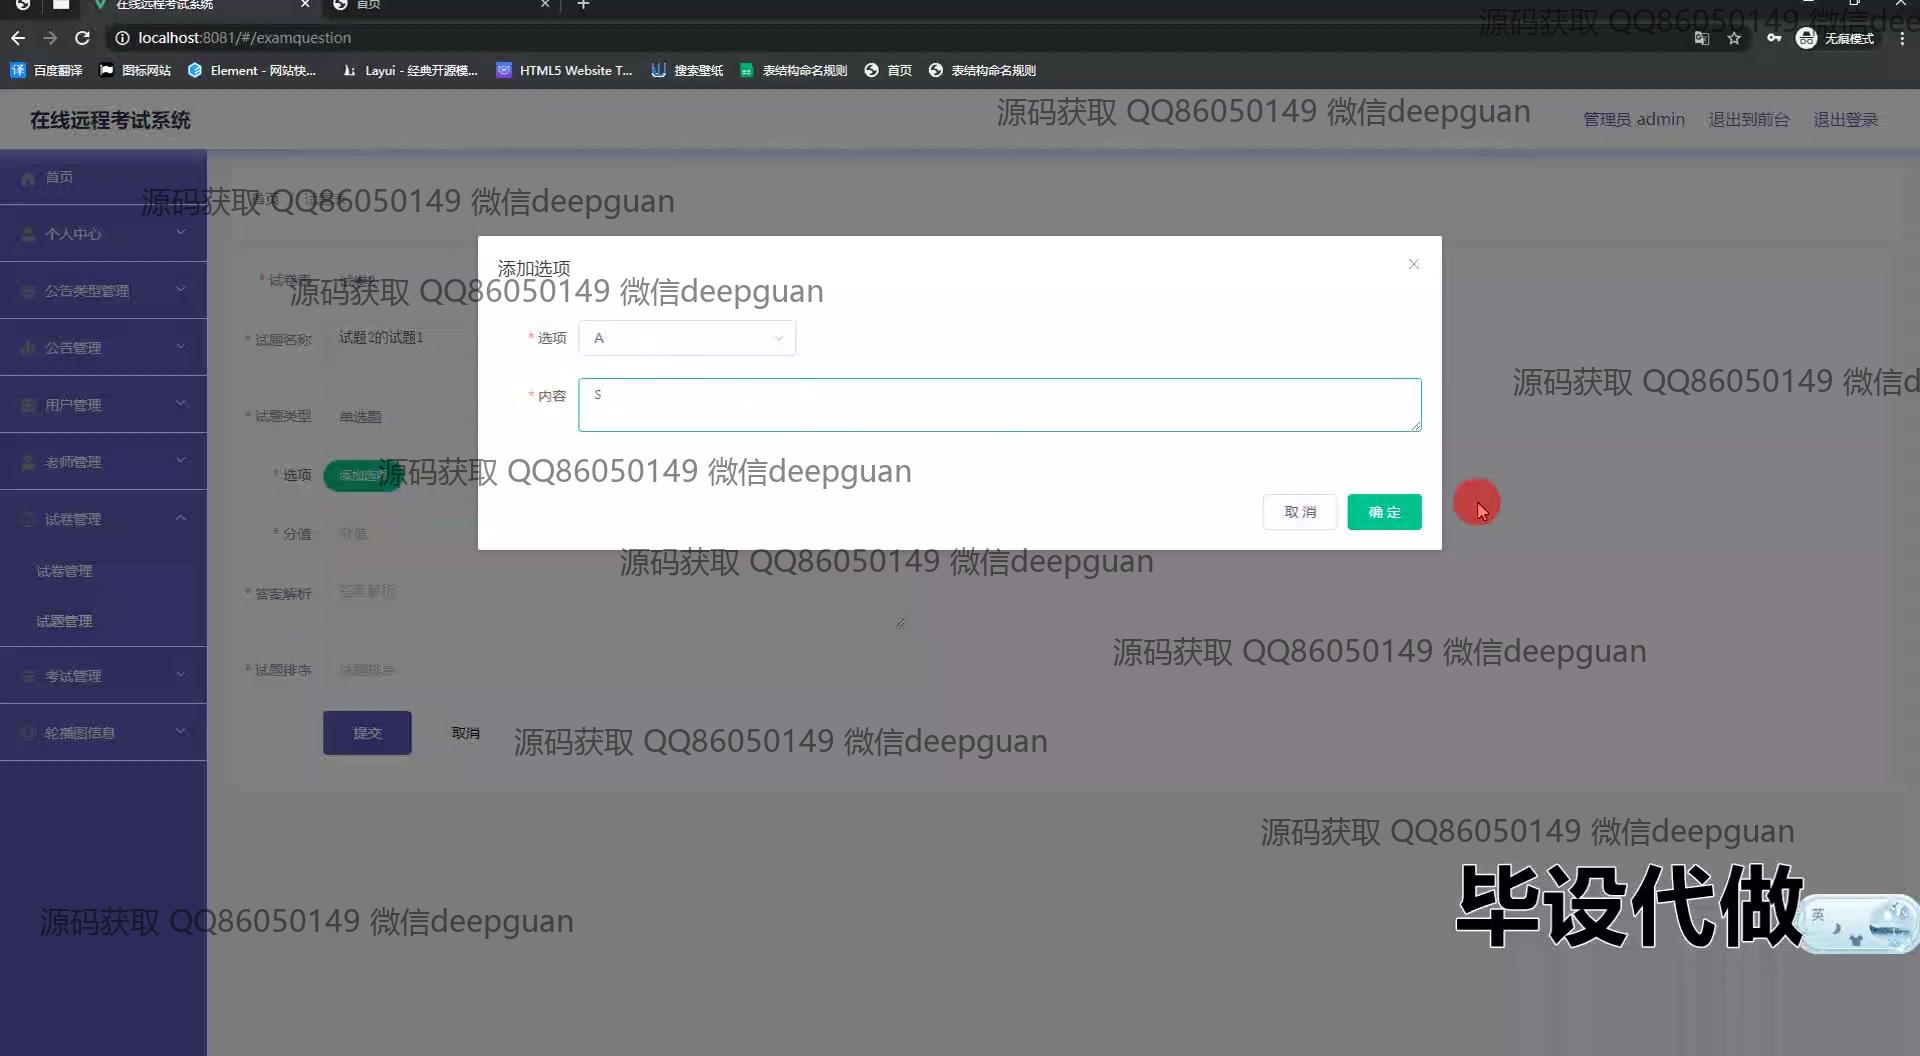 在线远程考试系统
首页
localhost:8081/#/examquestion
无痕模式
百度翻译
图标网站
Element - 网站快...
Layui - 经典开源模...
HTML5 Website T...
搜索壁纸
表结构命名规则
首页
表结构命名规则
源码获取 QQ86050149 微信dee
在线远程考试系统
源码获取 QQ86050149 微信deepguan
管理员 admin
退出到前台
退出登录
首页
源码获取 QQ86050149 微信deepguan
个人中心
公告类型管理
公告管理
用户管理
老师管理
试卷管理
试卷管理
试题管理
考试管理
轮播图信息
首页
* 试卷表
源码获取 QQ86050149 微信deepguan
* 试题名称
试题2的试题1
* 试题类型
单选题
* 选项
添加选项
* 分值
分值
* 答案解析
答案解析
* 试题排序
试题排序
提交
取消
添加选项
* 选项
A
* 内容
S
取消
确定
源码获取 QQ86050149 微信d
源码获取 QQ86050149 微信deepguan
源码获取 QQ86050149 微信deepguan
源码获取 QQ86050149 微信deepguan
源码获取 QQ86050149 微信deepguan
源码获取 QQ86050149 微信deepguan
毕设代做
英
源码获取 QQ86050149 微信deepguan